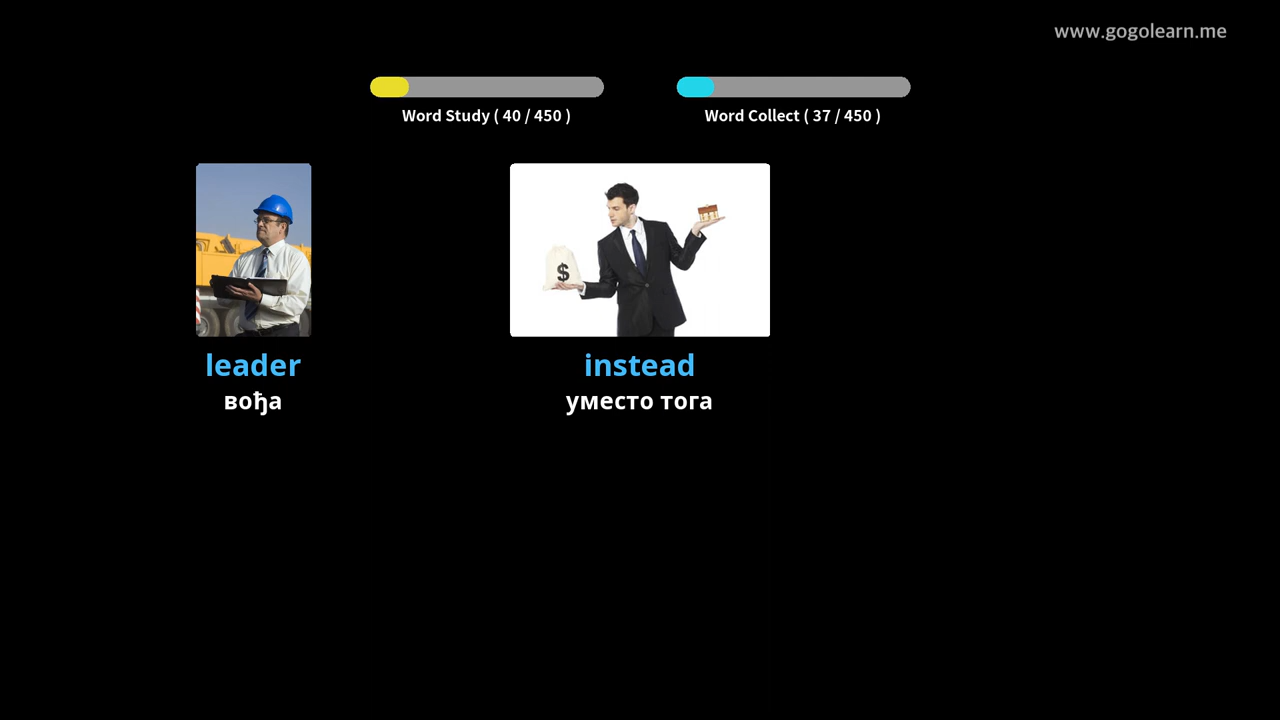 www.gogolearn.me
Word Study ( 40 / 450 )
Word Collect ( 37 / 450 )
leader
вођа
instead
уместо тога
$